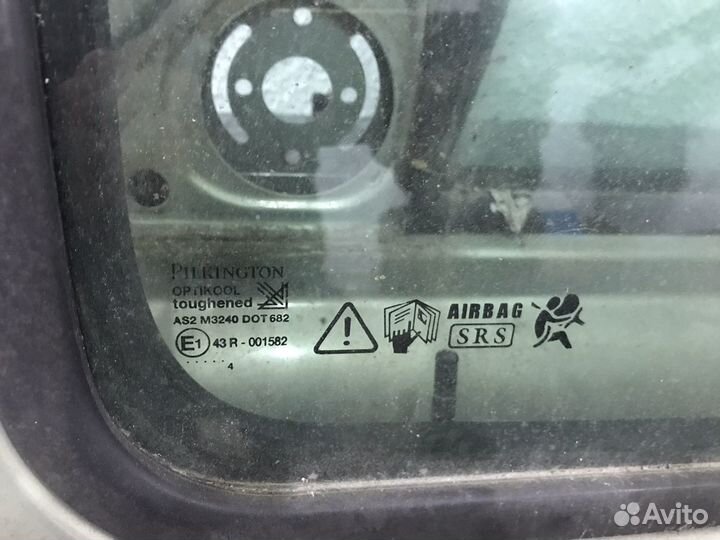 PILKINGTON
OPTIKOOL
toughened
AS2 M3240 DOT 682
E1 43 R - 001582
..... 4
AIRBAG
SRS
Avito